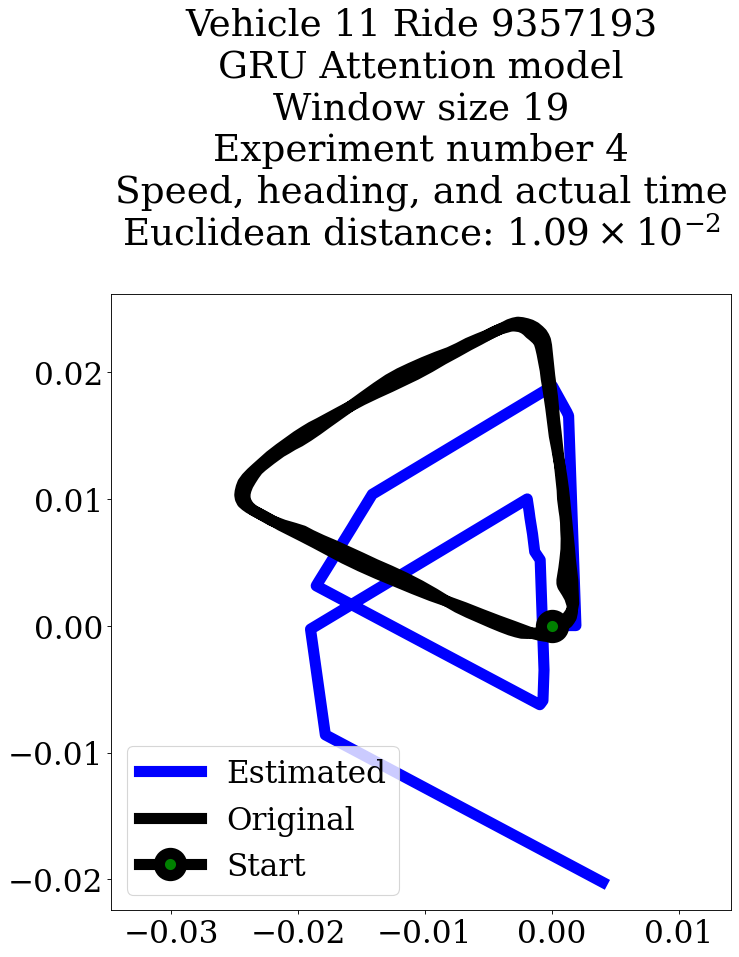 Vehicle 11 Ride 9357193
GRU Attention model
Window size 19
Experiment number 4
Speed, heading, and actual time
Euclidean distance: 1.09 × 10⁻²
0.02
0.01
0.00
−0.01
−0.02
Estimated
Original
Start
−0.03 −0.02 −0.01 0.00 0.01